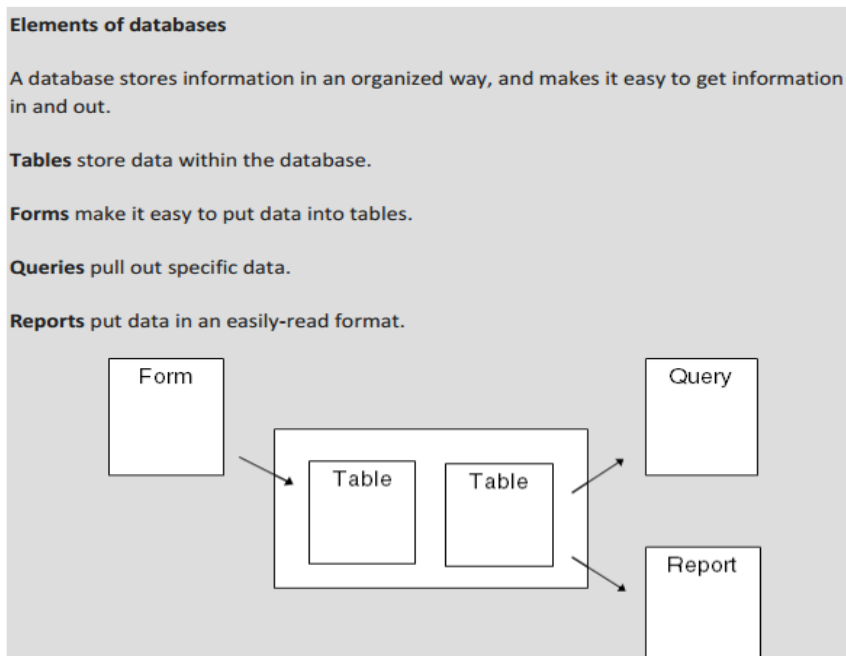 Elements of databases
A database stores information in an organized way, and makes it easy to get information
in and out.
Tables store data within the database.
Forms make it easy to put data into tables.
Queries pull out specific data.
Reports put data in an easily-read format.
Form
Query
Table
Table
Report